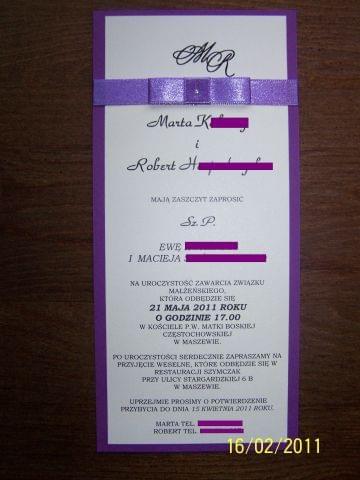 MR
Marta
i
Robert
MAJĄ ZASZCZYT ZAPROSIĆ
Sz. P.
EWĘ
I MACIEJA
NA UROCZYSTOŚĆ ZAWARCIA ZWIĄZKU
MAŁŻEŃSKIEGO,
KTÓRA ODBĘDZIE SIĘ
21 MAJA 2011 ROKU
O GODZINIE 17.00
W KOŚCIELE P.W. MATKI BOSKIEJ
CZĘSTOCHOWSKIEJ
W MASZEWIE.
PO UROCZYSTOŚCI SERDECZNIE ZAPRASZAMY NA
PRZYJĘCIE WESELNE, KTÓRE ODBĘDZIE SIĘ W
RESTAURACJI SZYMCZAK
PRZY ULICY STARGARDZKIEJ 6 B
W MASZEWIE.
UPRZEJMIE PROSIMY O POTWIERDZENIE
PRZYBYCIA DO DNIA 15 KWIETNIA 2011 ROKU.
MARTA TEL.
ROBERT TEL.
16/02/2011